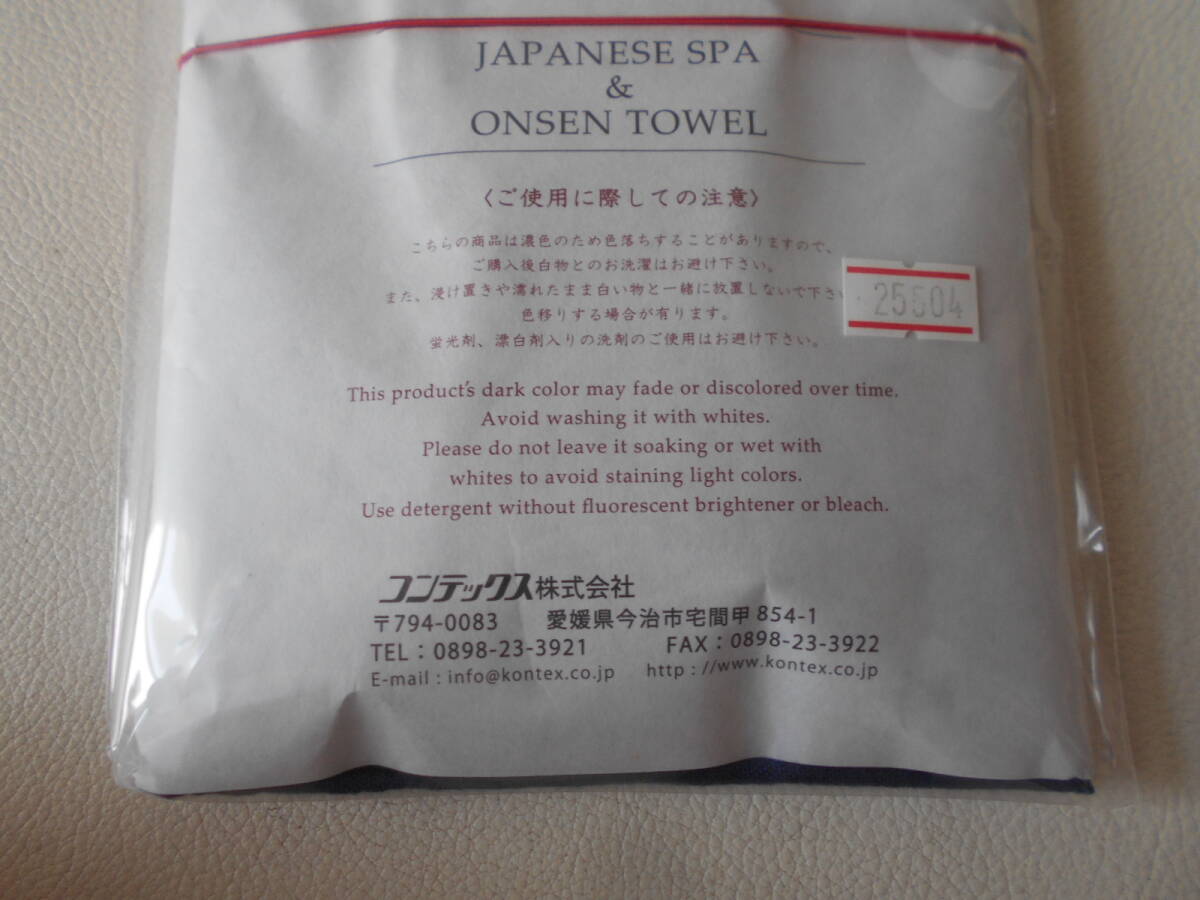 JAPANESE SPA
&
ONSEN TOWEL
〈ご使用に際しての注意〉
こちらの商品は濃色のため色落ちすることがありますので、
ご購入後白物とのお洗濯はお避け下さい。
また、浸け置きや濡れたまま白い物と一緒に放置しないで下さい
色移りする場合が有ります。
蛍光剤、漂白剤入りの洗剤のご使用はお避け下さい。
25504
This product's dark color may fade or discolored over time.
Avoid washing it with whites.
Please do not leave it soaking or wet with
whites to avoid staining light colors.
Use detergent without fluorescent brightener or bleach.
コンテックス株式会社
〒794-0083 愛媛県今治市宅間甲 854-1
TEL：0898-23-3921 FAX：0898-23-3922
E-mail : info@kontex.co.jp http : //www.kontex.co.jp